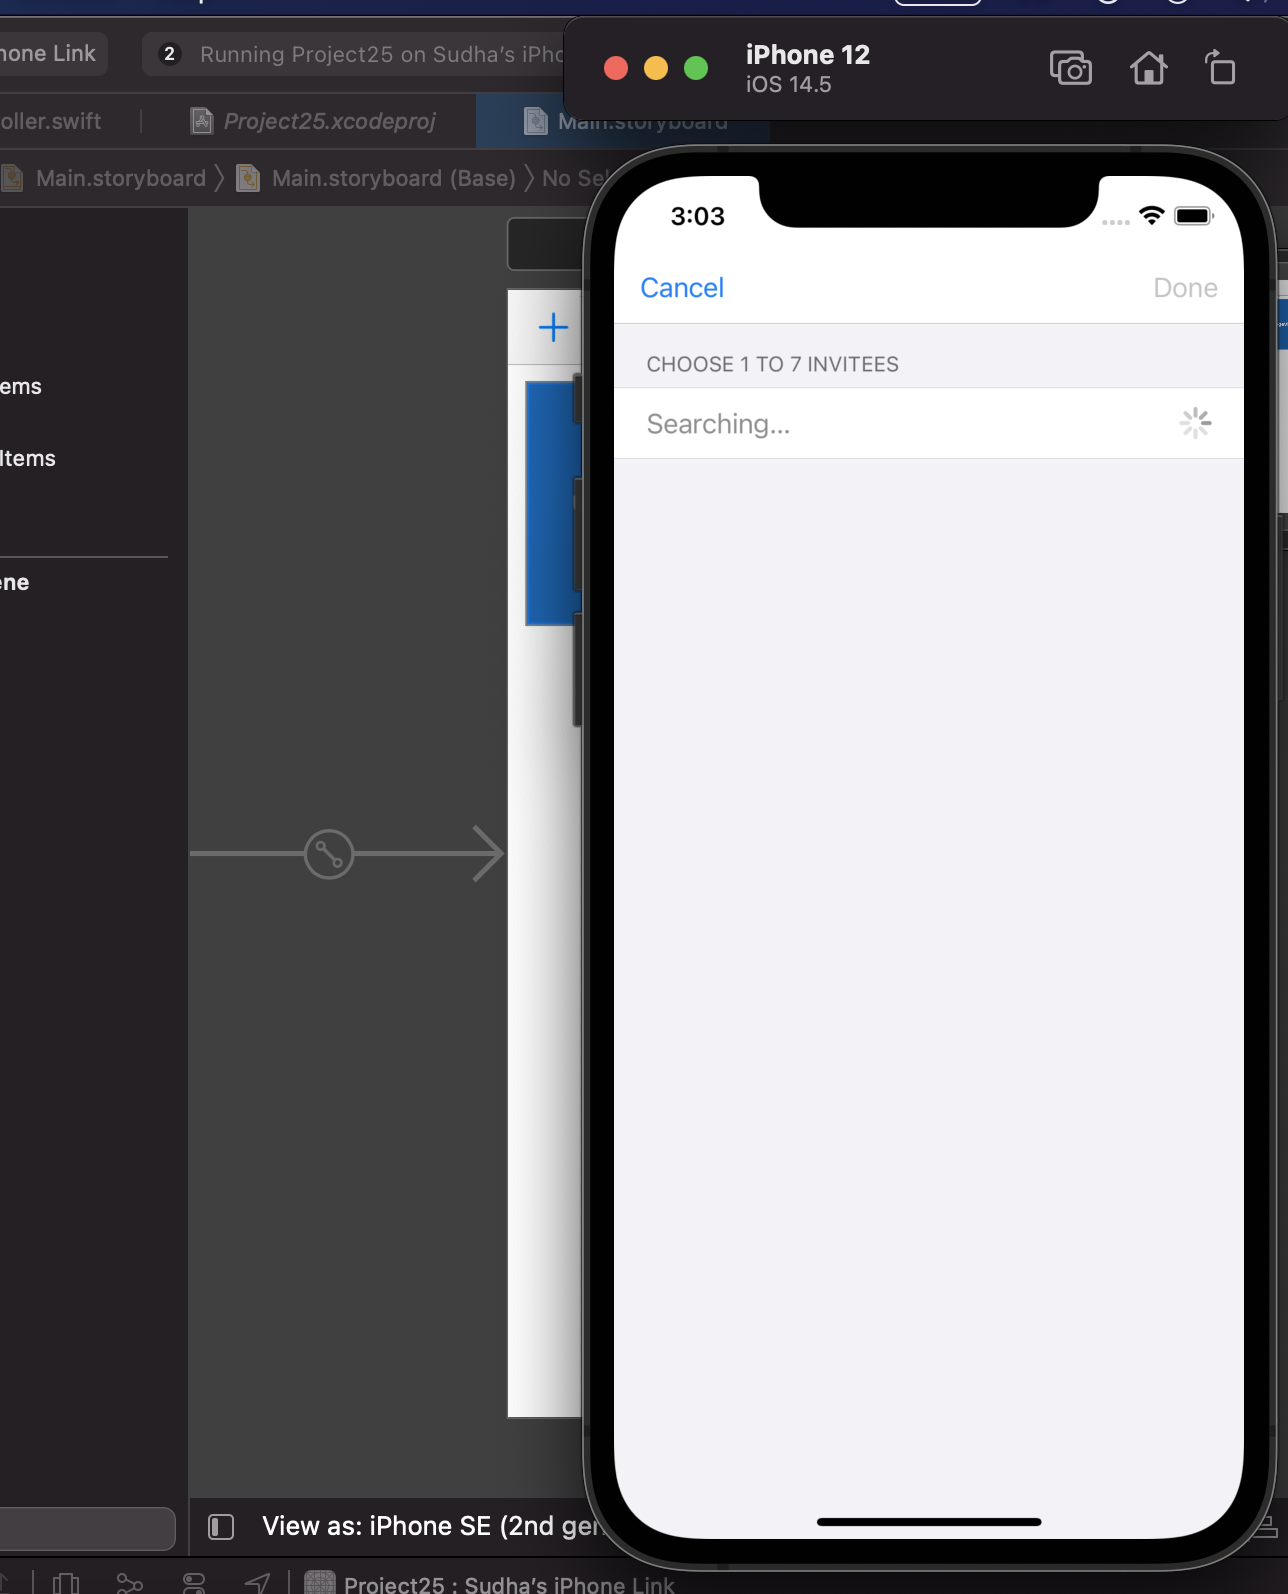 hone Link
2 Running Project25 on Sudha's iPho
iPhone 12
iOS 14.5
oller.swift
Project25.xcodeproj
Main.storyboard
Main.storyboard
Main.storyboard (Base)
No Sel
3:03
Cancel
Done
CHOOSE 1 TO 7 INVITEES
Searching...
ems
Items
ene
View as: iPhone SE (2nd gen
Project25 : Sudha's iPhone Link